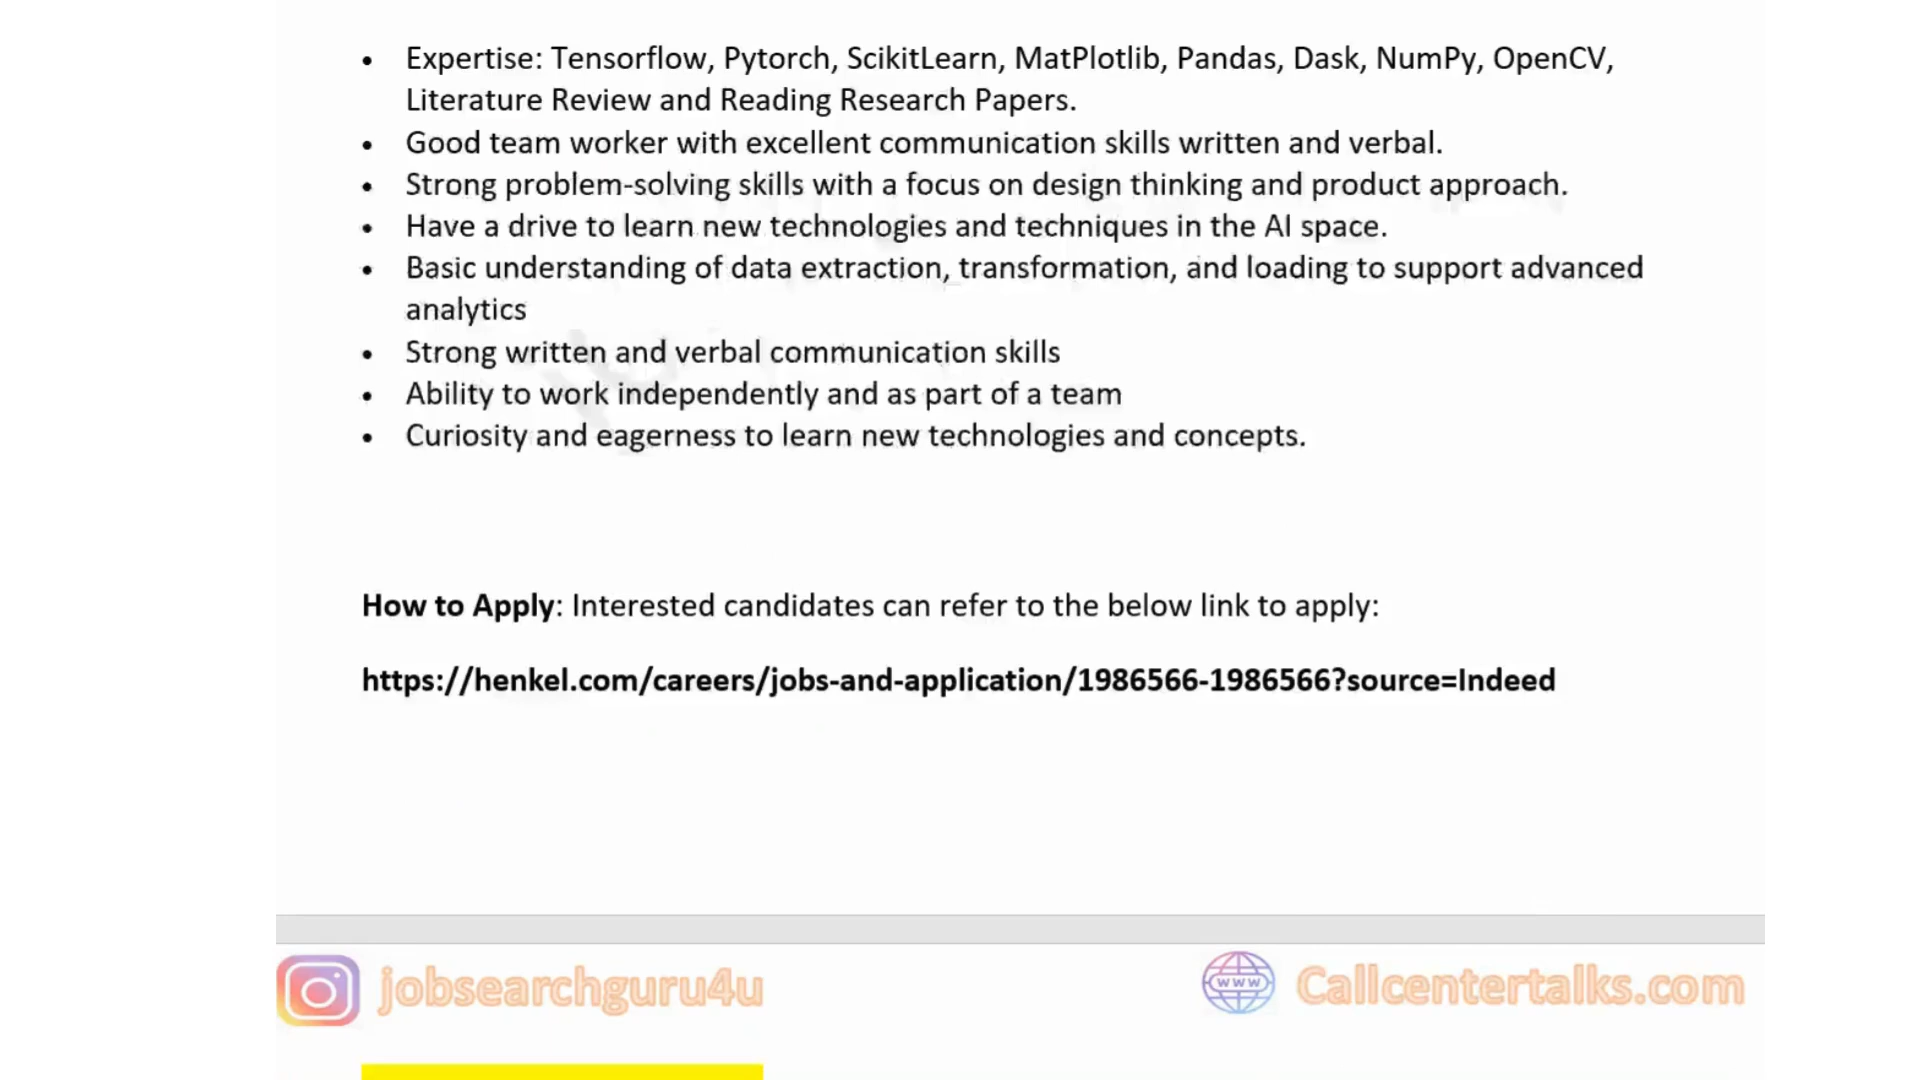 • Expertise: Tensorflow, Pytorch, ScikitLearn, MatPlotlib, Pandas, Dask, NumPy, OpenCV,
Literature Review and Reading Research Papers.
• Good team worker with excellent communication skills written and verbal.
• Strong problem-solving skills with a focus on design thinking and product approach.
• Have a drive to learn new technologies and techniques in the AI space.
• Basic understanding of data extraction, transformation, and loading to support advanced
analytics
• Strong written and verbal communication skills
• Ability to work independently and as part of a team
• Curiosity and eagerness to learn new technologies and concepts.
How to Apply: Interested candidates can refer to the below link to apply:
https://henkel.com/careers/jobs-and-application/1986566-1986566?source=Indeed
jobsearchguru4u
www Callcentertalks.com